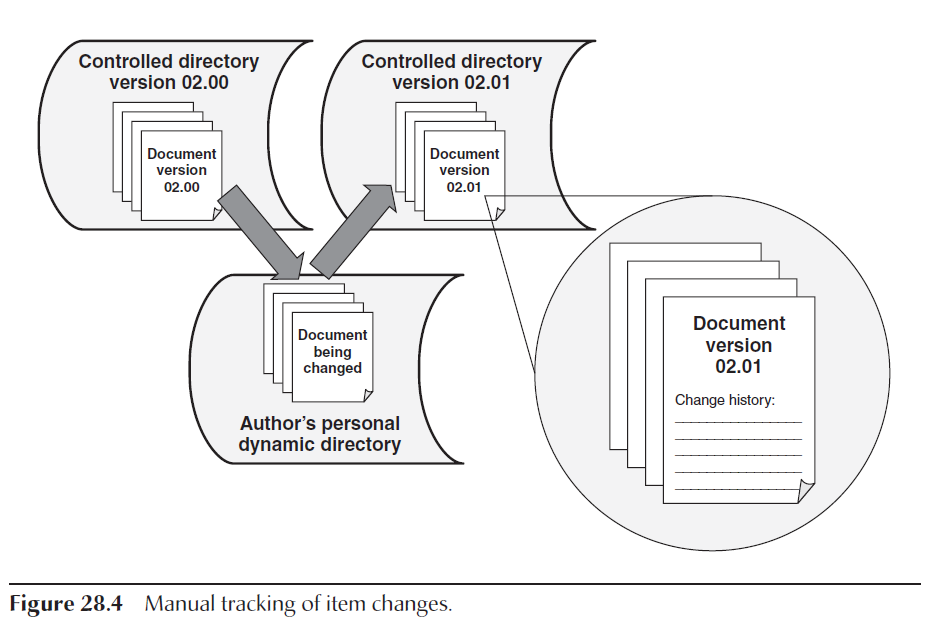 Controlled directory
version 02.00
Document
version
02.00
Controlled directory
version 02.01
Document
version
02.01
Document
being
changed
Author’s personal
dynamic directory
Document
version
02.01
Change history:
Figure 28.4 Manual tracking of item changes.